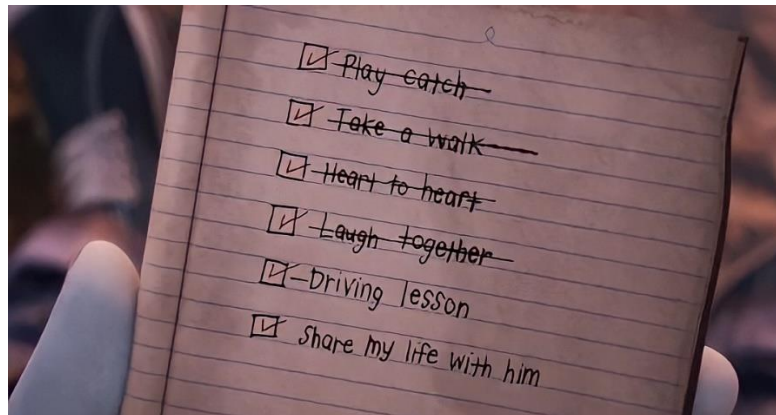 Play catch
Take a walk
Heart to heart
Laugh together
Driving lesson
Share my life with him